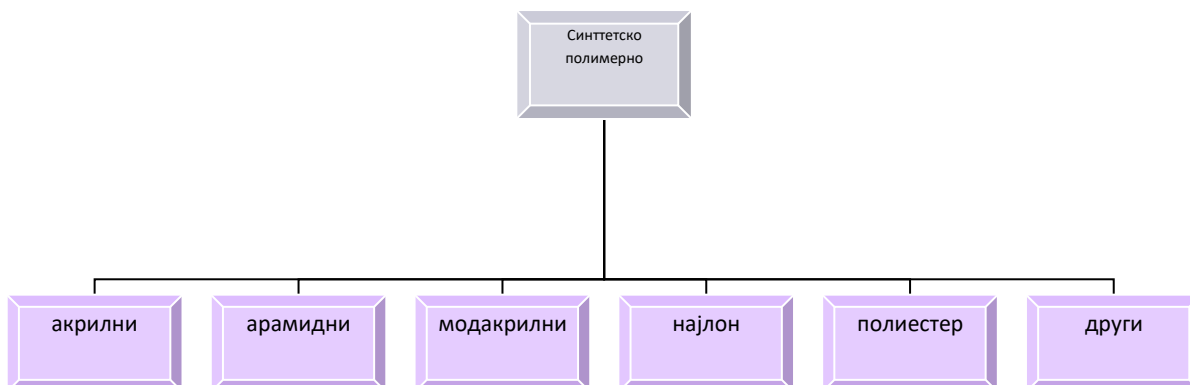 Синттетско
полимерно
акрилни
арамидни
модакрилни
најлон
полиестер
други